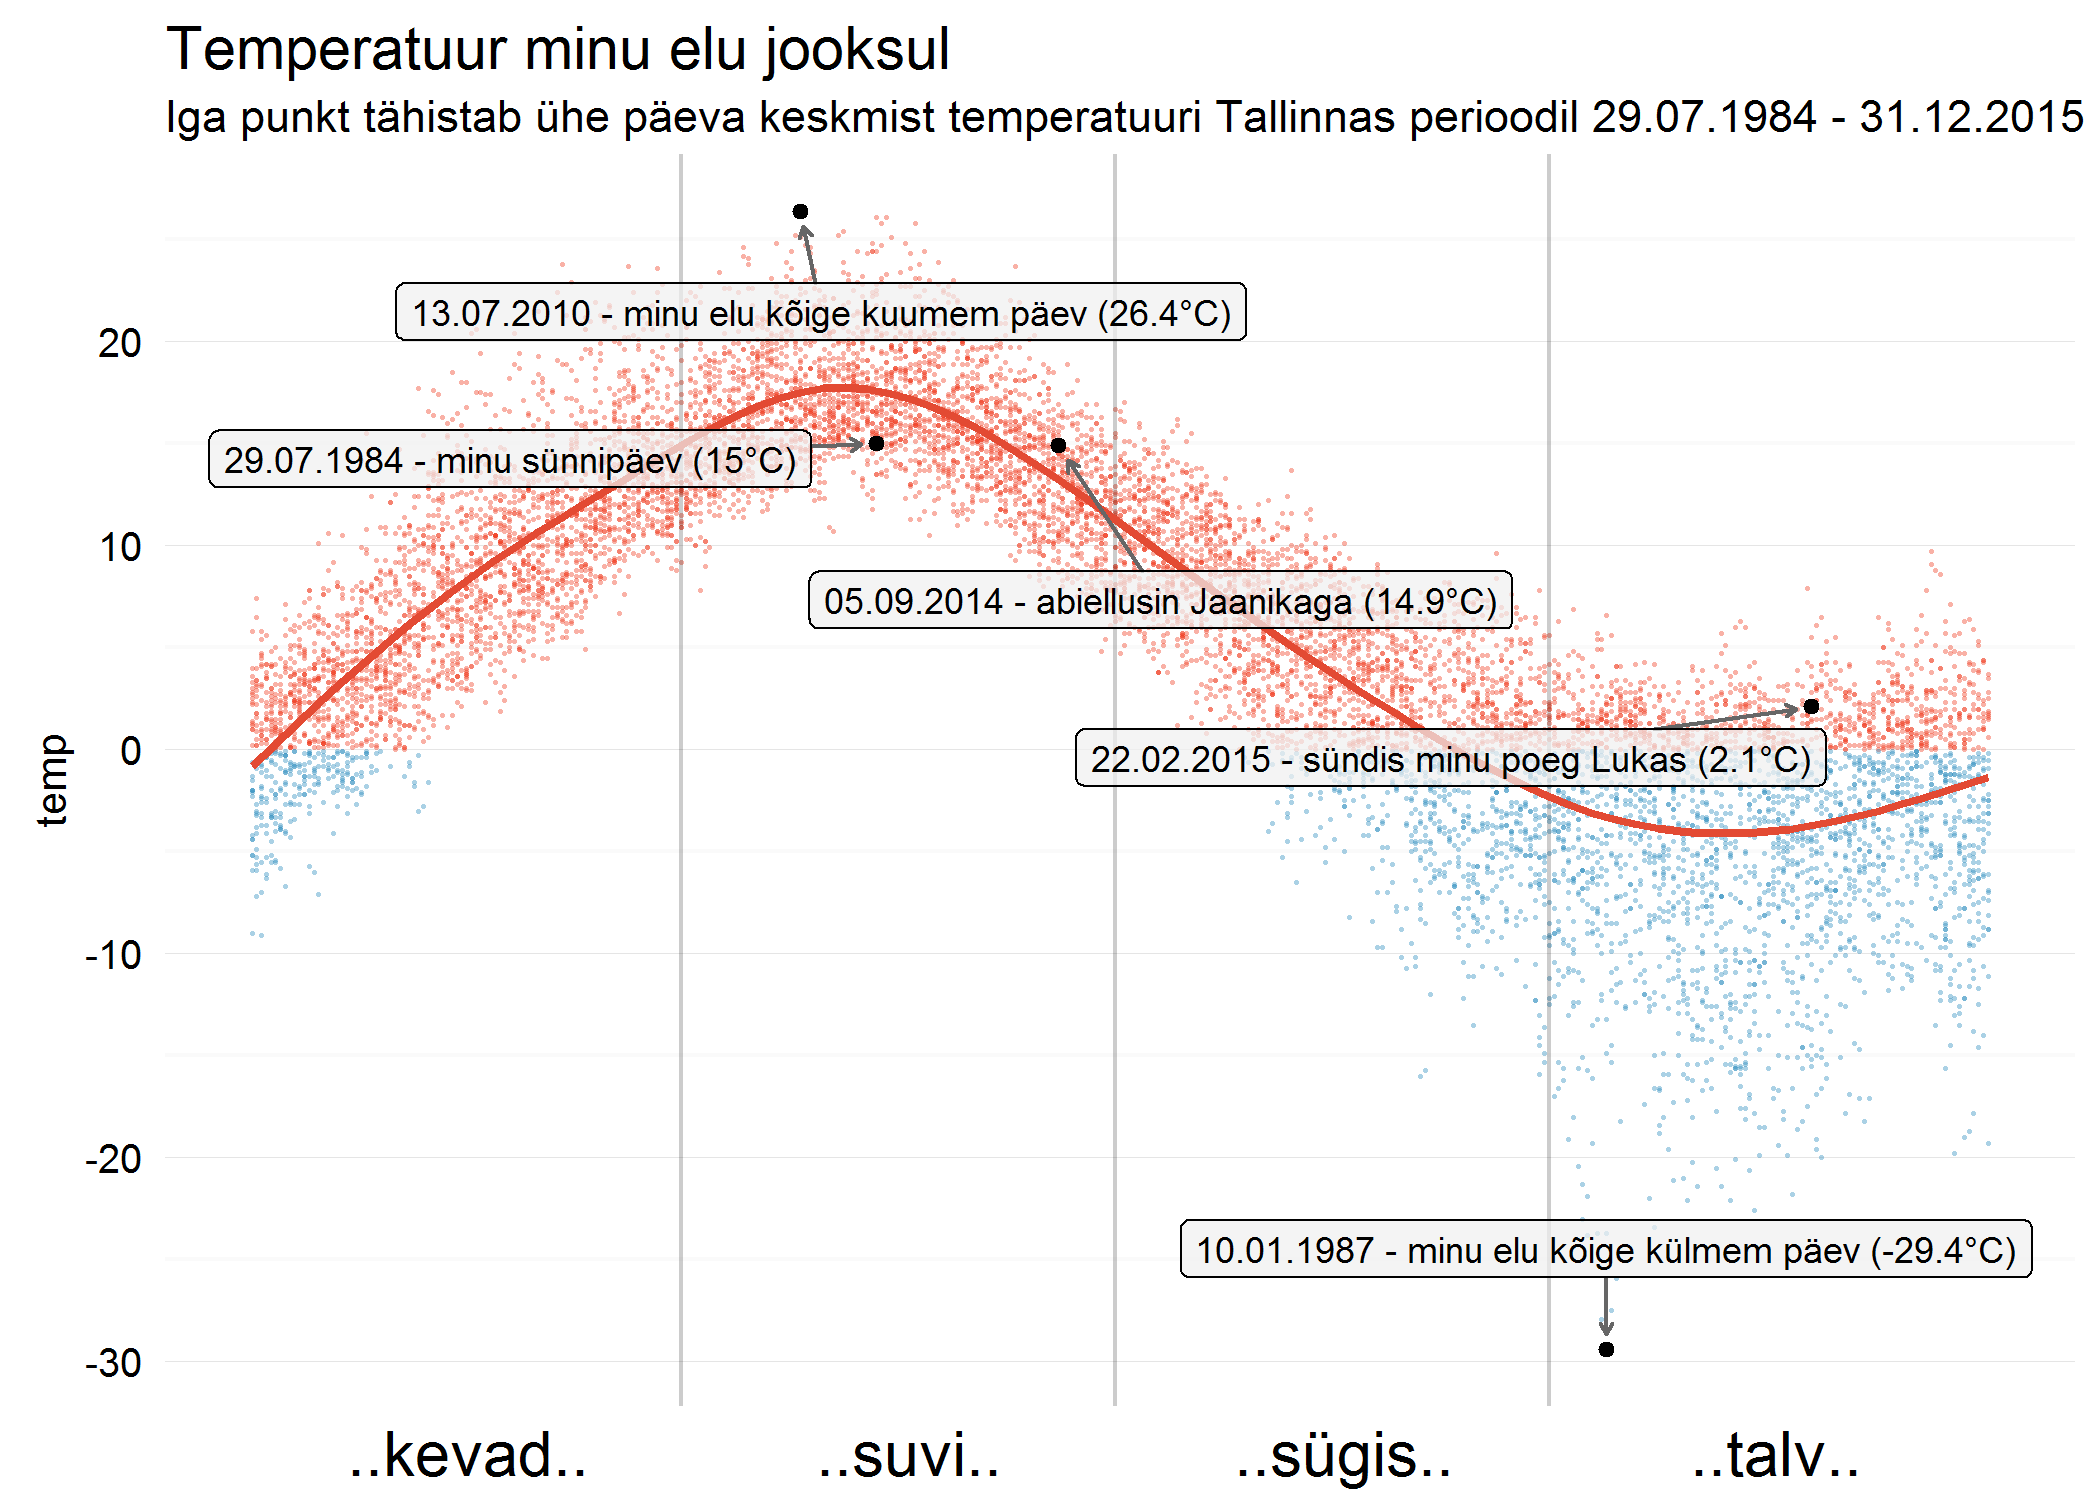 Temperatuur minu elu jooksul
Iga punkt tähistab ühe päeva keskmist temperatuuri Tallinnas perioodil 29.07.1984 - 31.12.2015
13.07.2010 - minu elu kõige kuumem päev (26.4°C)
20
29.07.1984 - minu sünnipäev (15°C)
10
05.09.2014 - abiellusin Jaanikaga (14.9°C)
0
22.02.2015 - sündis minu poeg Lukas (2.1°C)
temp
-10
-20
10.01.1987 - minu elu kõige külmem päev (-29.4°C)
-30
..kevad.. ..suvi.. ..sügis.. ..talv..